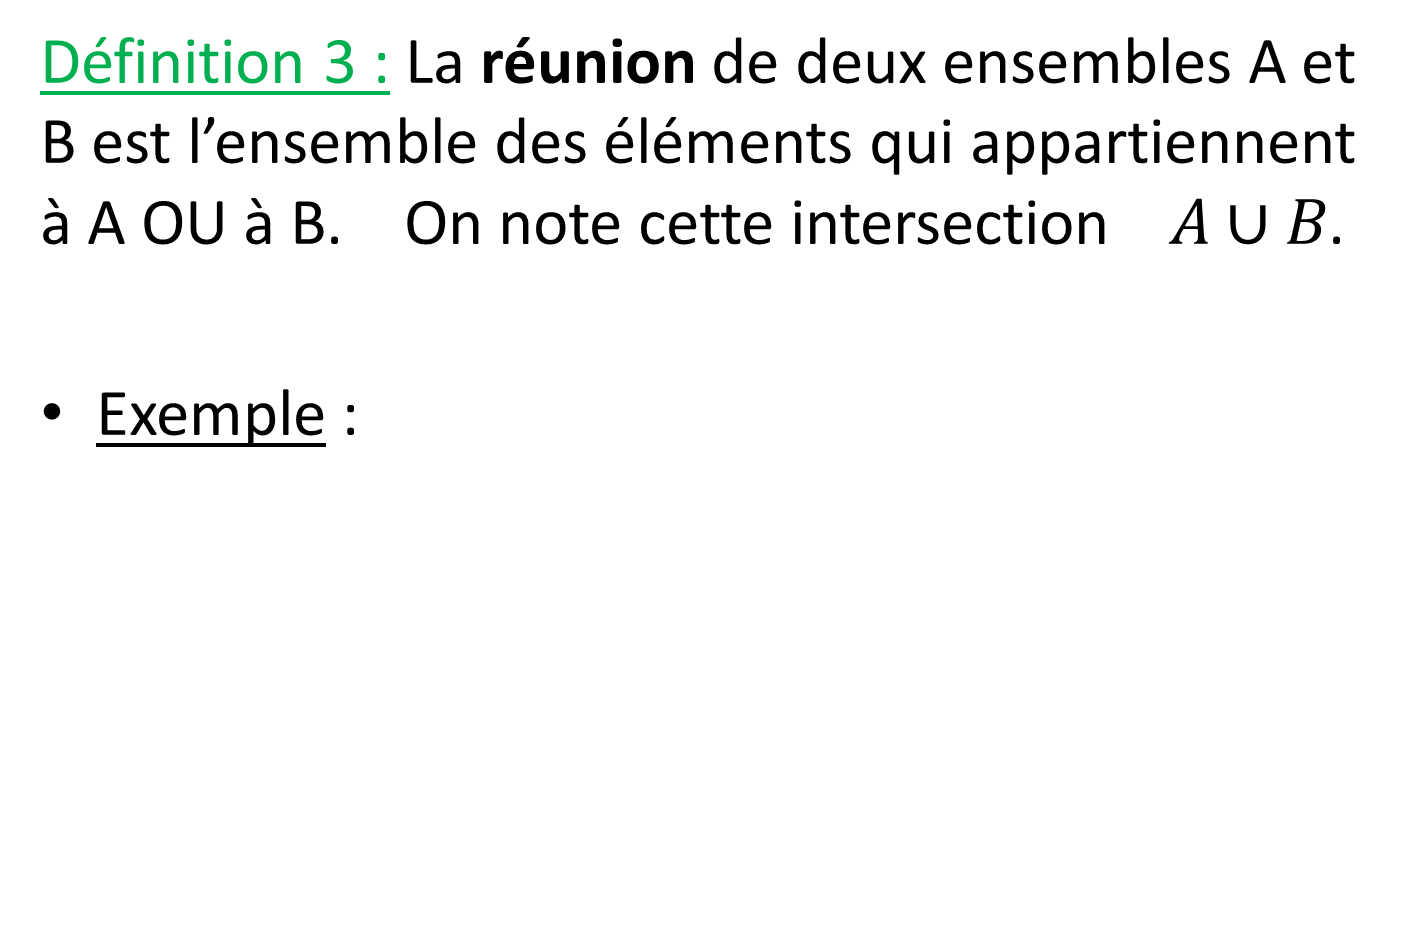 Définition 3 : La réunion de deux ensembles A et
B est l’ensemble des éléments qui appartiennent
à A OU à B. On note cette intersection A ∪ B.
• Exemple :